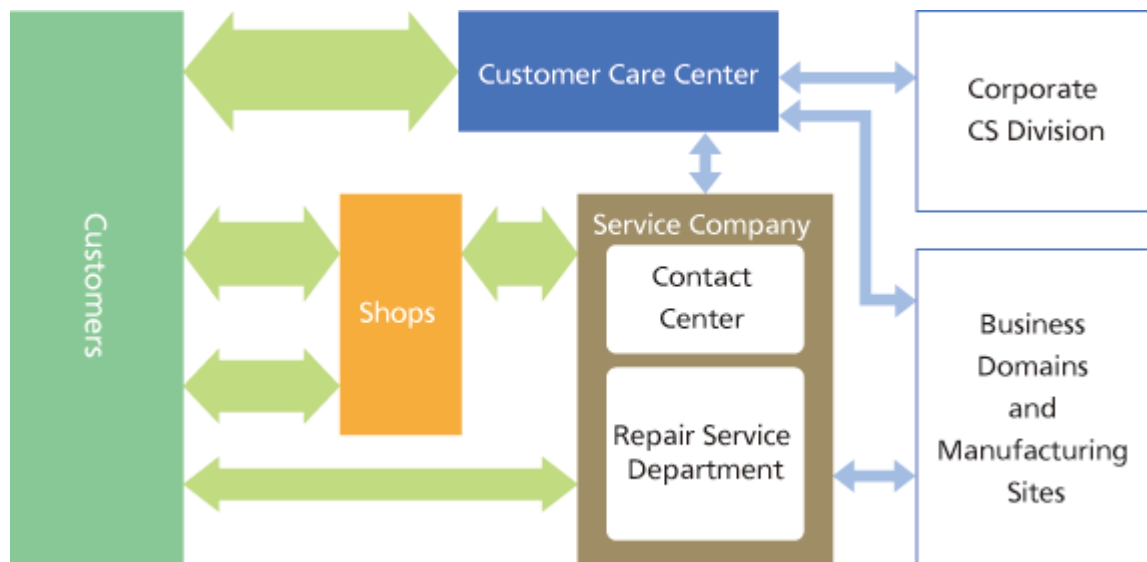 Customers
Customer Care Center
Corporate
CS Division
Shops
Service Company
Contact
Center
Repair Service
Department
Business
Domains
and
Manufacturing
Sites